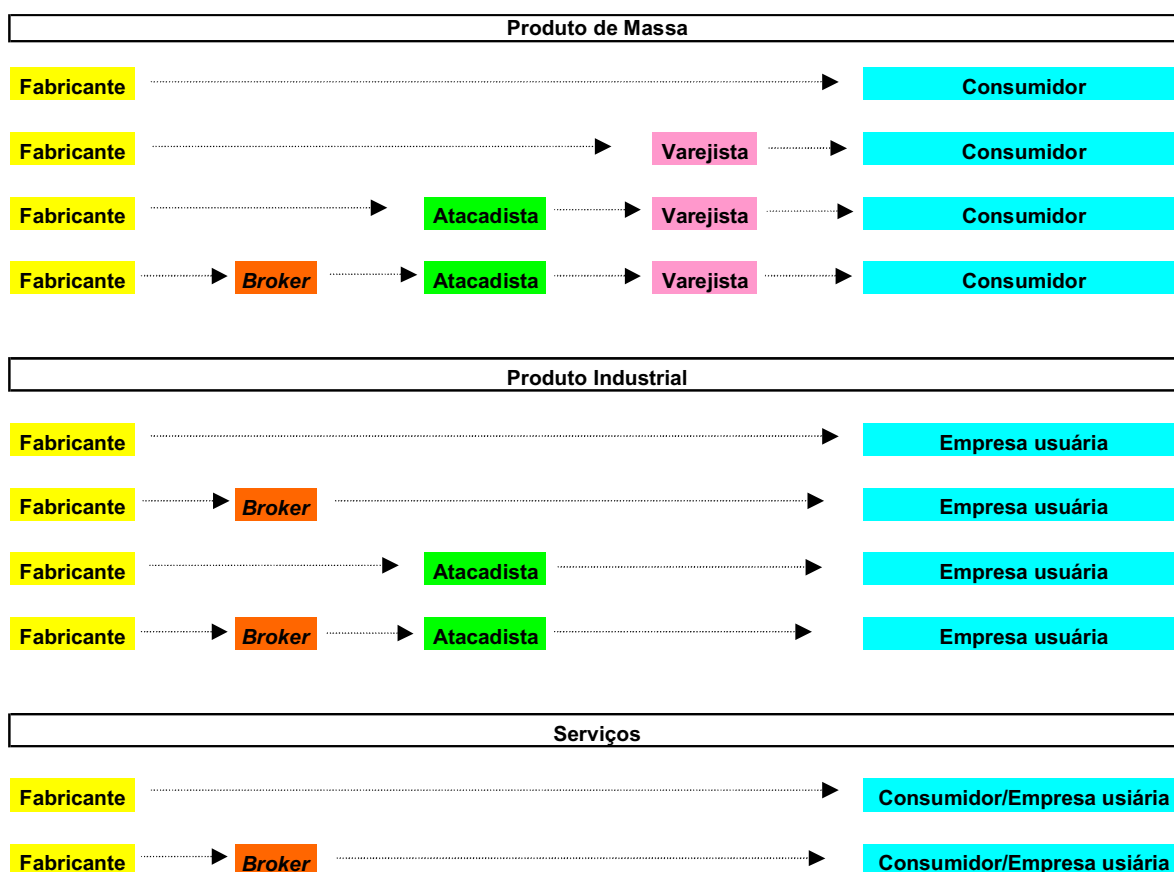 Produto de Massa
Fabricante Consumidor
Fabricante Varejista Consumidor
Fabricante Atacadista Varejista Consumidor
Fabricante Broker Atacadista Varejista Consumidor
Produto Industrial
Fabricante Empresa usuária
Fabricante Broker Empresa usuária
Fabricante Atacadista Empresa usuária
Fabricante Broker Atacadista Empresa usuária
Serviços
Fabricante Consumidor/Empresa usiária
Fabricante Broker Consumidor/Empresa usiária